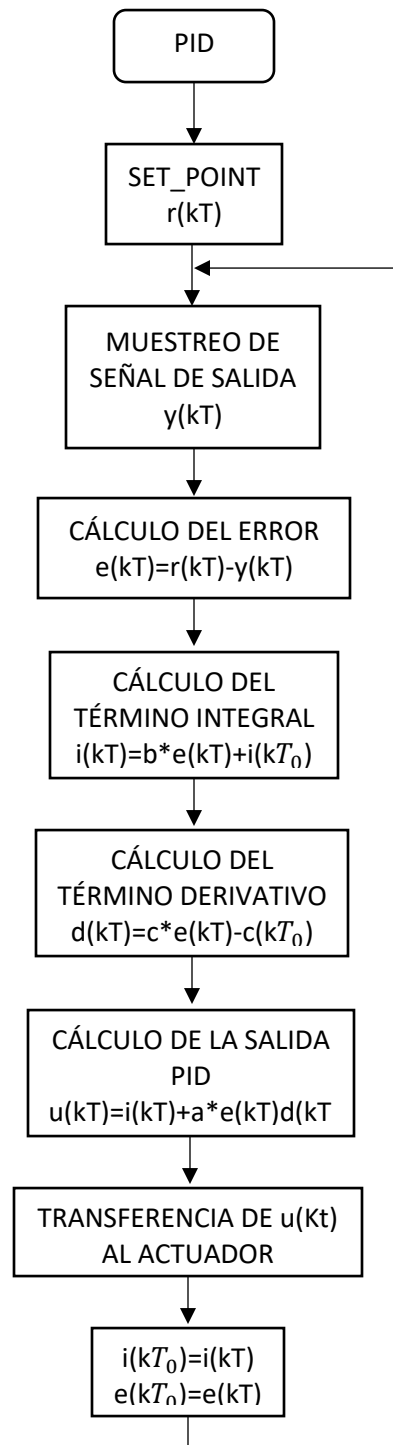 PID
SET_POINT
r(kT)
MUESTREO DE
SEÑAL DE SALIDA
y(kT)
CÁLCULO DEL ERROR
e(kT)=r(kT)-y(kT)
CÁLCULO DEL
TÉRMINO INTEGRAL
i(kT)=b*e(kT)+i(k𝑇₀)
CÁLCULO DEL
TÉRMINO DERIVATIVO
d(kT)=c*e(kT)-c(k𝑇₀)
CÁLCULO DE LA SALIDA
PID
u(kT)=i(kT)+a*e(kT)d(kT
TRANSFERENCIA DE u(Kt)
AL ACTUADOR
i(k𝑇₀)=i(kT)
e(k𝑇₀)=e(kT)